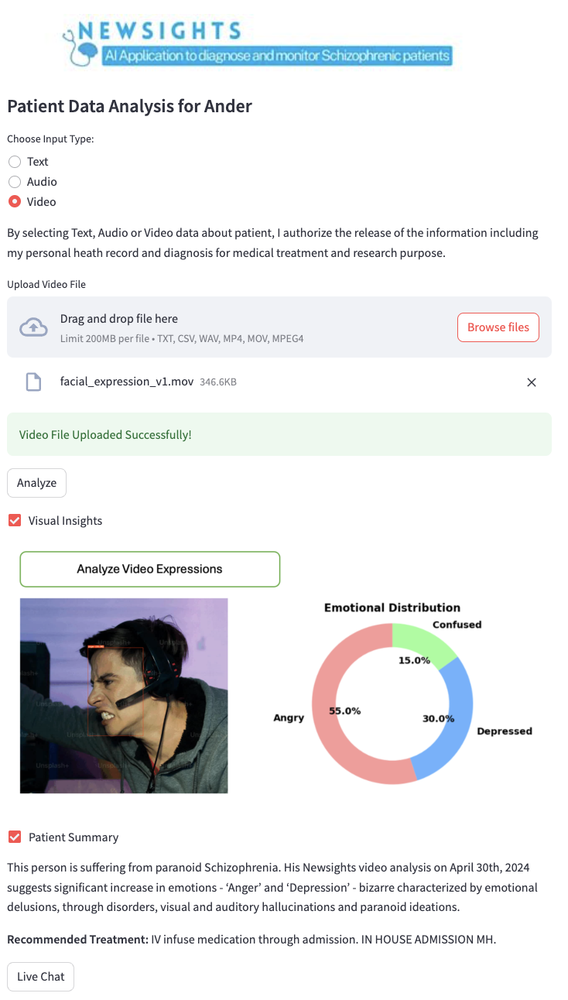 NEWSIGHTS
AI Application to diagnose and monitor Schizophrenic patients
Patient Data Analysis for Ander
Choose Input Type:
Text
Audio
Video
By selecting Text, Audio or Video data about patient, I authorize the release of the information including
my personal heath record and diagnosis for medical treatment and research purpose.
Upload Video File
Drag and drop file here
Limit 200MB per file • TXT, CSV, WAV, MP4, MOV, MPEG4
Browse files
facial_expression_v1.mov 346.6KB
Video File Uploaded Successfully!
Analyze
Visual Insights
Analyze Video Expressions
Unsplash+
Emotional Distribution
Confused
15.0%
Angry
55.0%
30.0%
Depressed
Patient Summary
This person is suffering from paranoid Schizophrenia. His Newsights video analysis on April 30th, 2024
suggests significant increase in emotions - ‘Anger’ and ‘Depression’ - bizarre characterized by emotional
delusions, through disorders, visual and auditory hallucinations and paranoid ideations.
Recommended Treatment: IV infuse medication through admission. IN HOUSE ADMISSION MH.
Live Chat